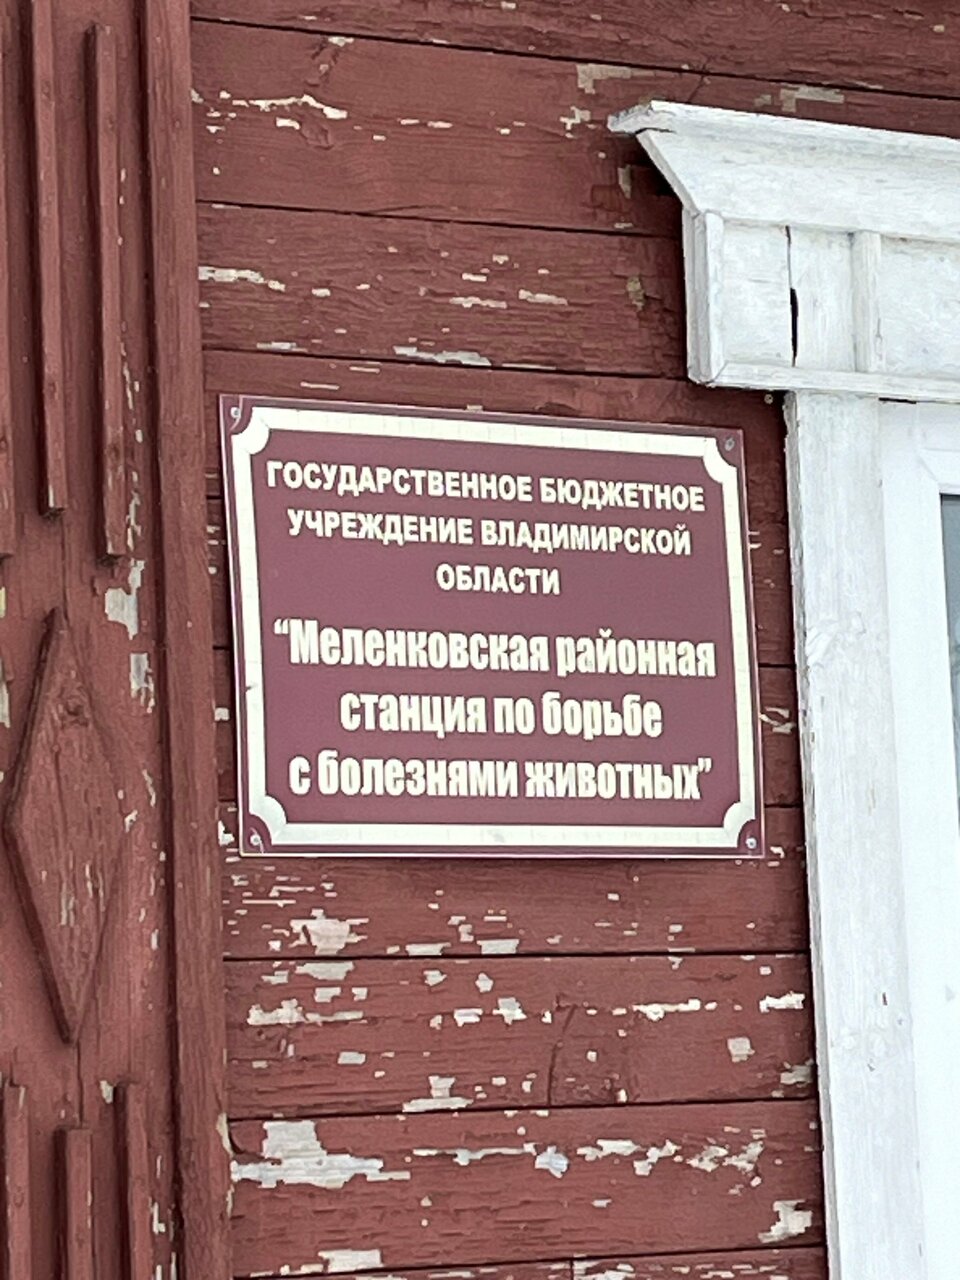 ГОСУДАРСТВЕННОЕ БЮДЖЕТНОЕ
УЧРЕЖДЕНИЕ ВЛАДИМИРСКОЙ
ОБЛАСТИ
“Меленковская районная
станция по борьбе
с болезнями животных”